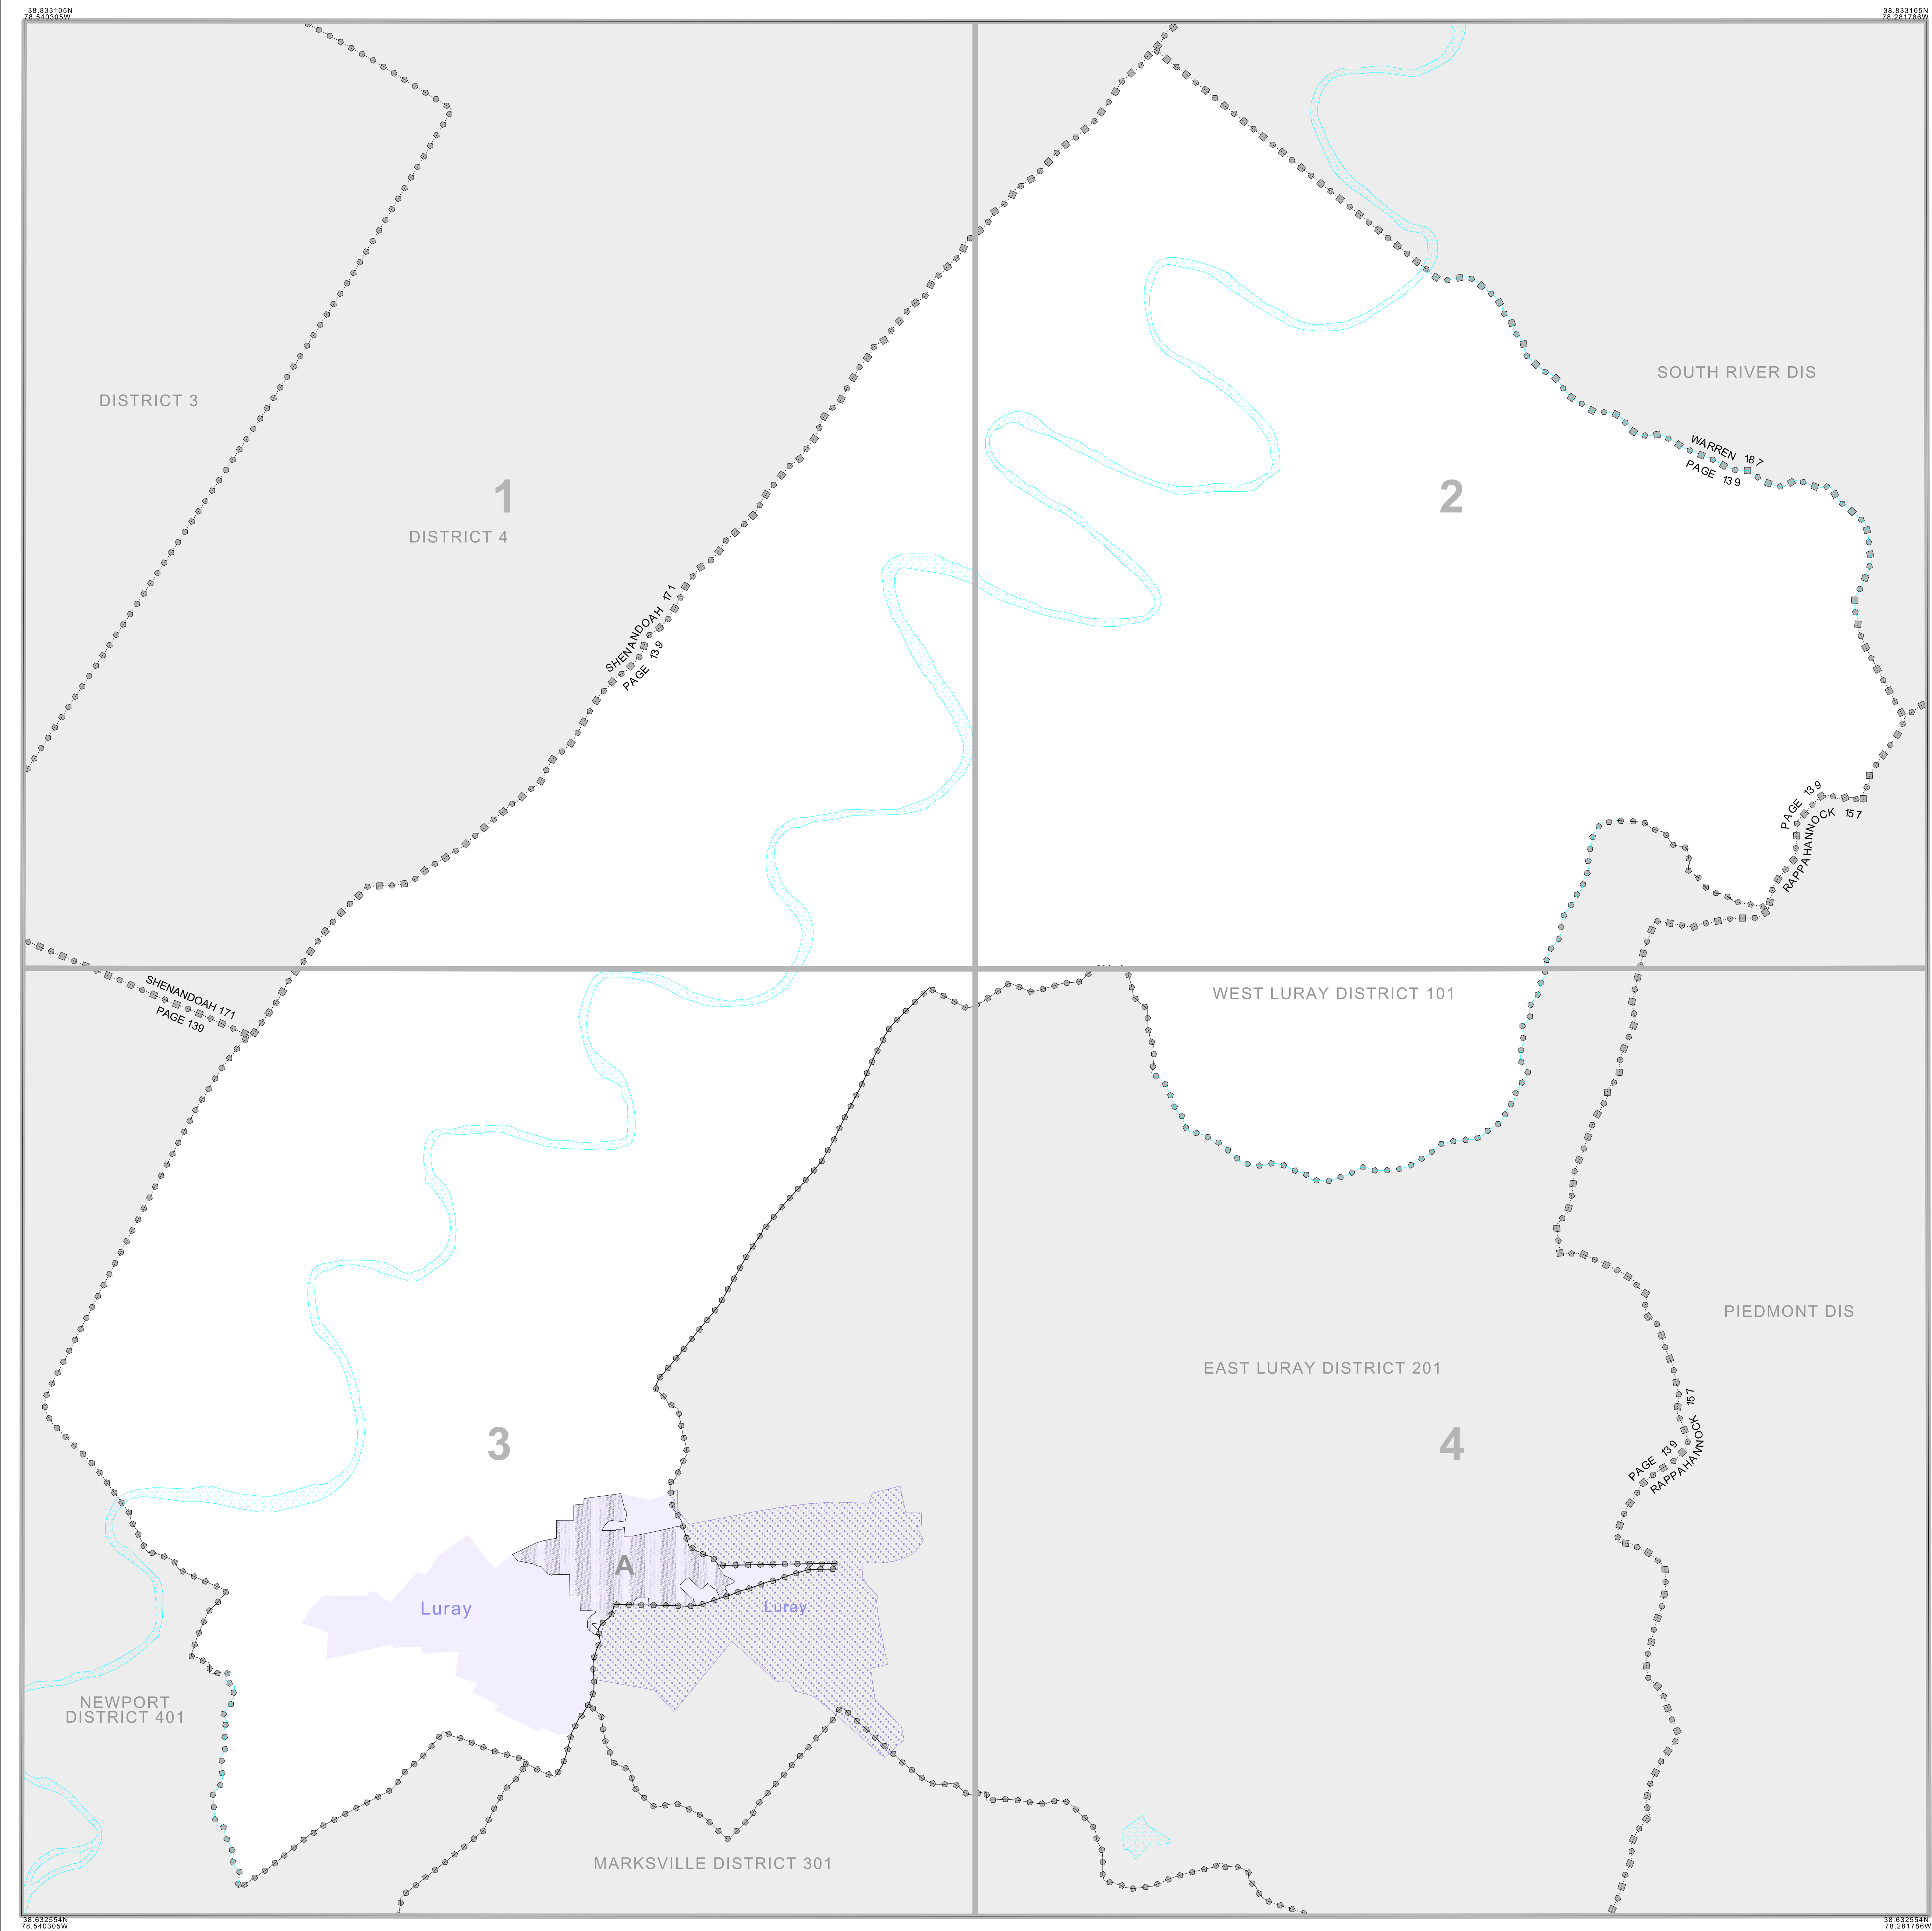 38.833105N
78.540305W
38.833105N
78.281786W
SOUTH RIVER DIS
DISTRICT 3
WARREN 187
PAGE 139
1
2
DISTRICT 4
SHENANDOAH 171
PAGE 139
PAGE 139
RAPPAHANNOCK 157
SHENANDOAH 171
PAGE 139
WEST LURAY DISTRICT 101
PIEDMONT DIS
EAST LURAY DISTRICT 201
3
4
PAGE 139
RAPPAHANNOCK 157
A
Luray
Luray
NEWPORT
DISTRICT 401
MARKSVILLE DISTRICT 301
38.632554N
78.540305W
38.632554N
78.281786W